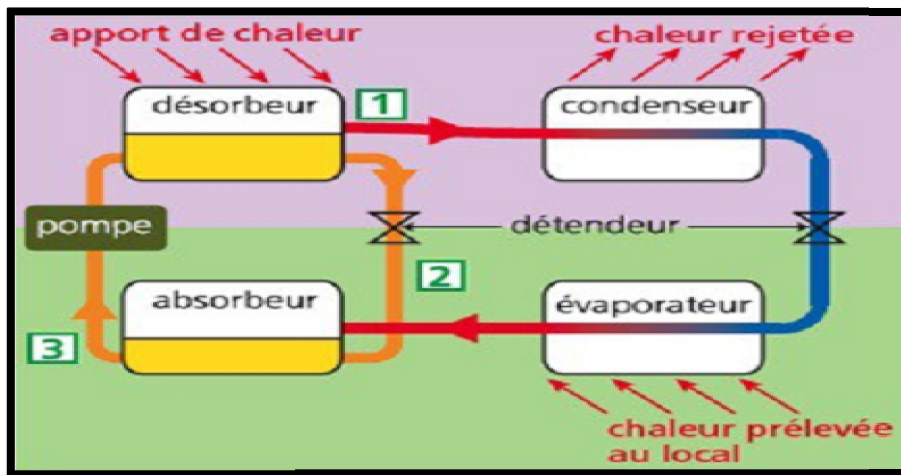 apport de chaleur
chaleur rejetée
désorbeur
1
condenseur
pompe
détendeur
absorbeur
2
évaporateur
3
chaleur prélevée
au local